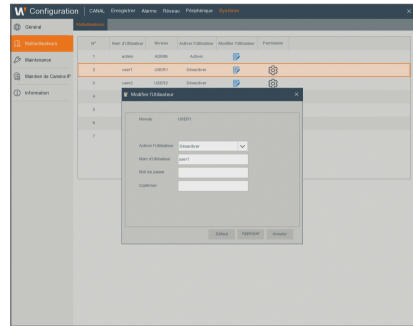 Configuration CANAL Enregistrer Alarme Réseau Périphérique Système
Général
Multiutilisateurs
Maintenance
Maintien de Caméra IP
Information
Multiutilisateurs
N° Nom d'Utilisateur Niveau Activer l'Utilisateur Modifier l'Utilisateur Permission
1 admin ADMIN Activer
2 user1 USER1 Désactiver
3 user2 USER2 Désactiver
4
5
6
7
Modifier l'Utilisateur
Niveau USER1
Activer l'Utilisateur Désactiver
Nom d'Utilisateur user1
Mot de passe
Confirmer
Défaut Appliquer Annuler